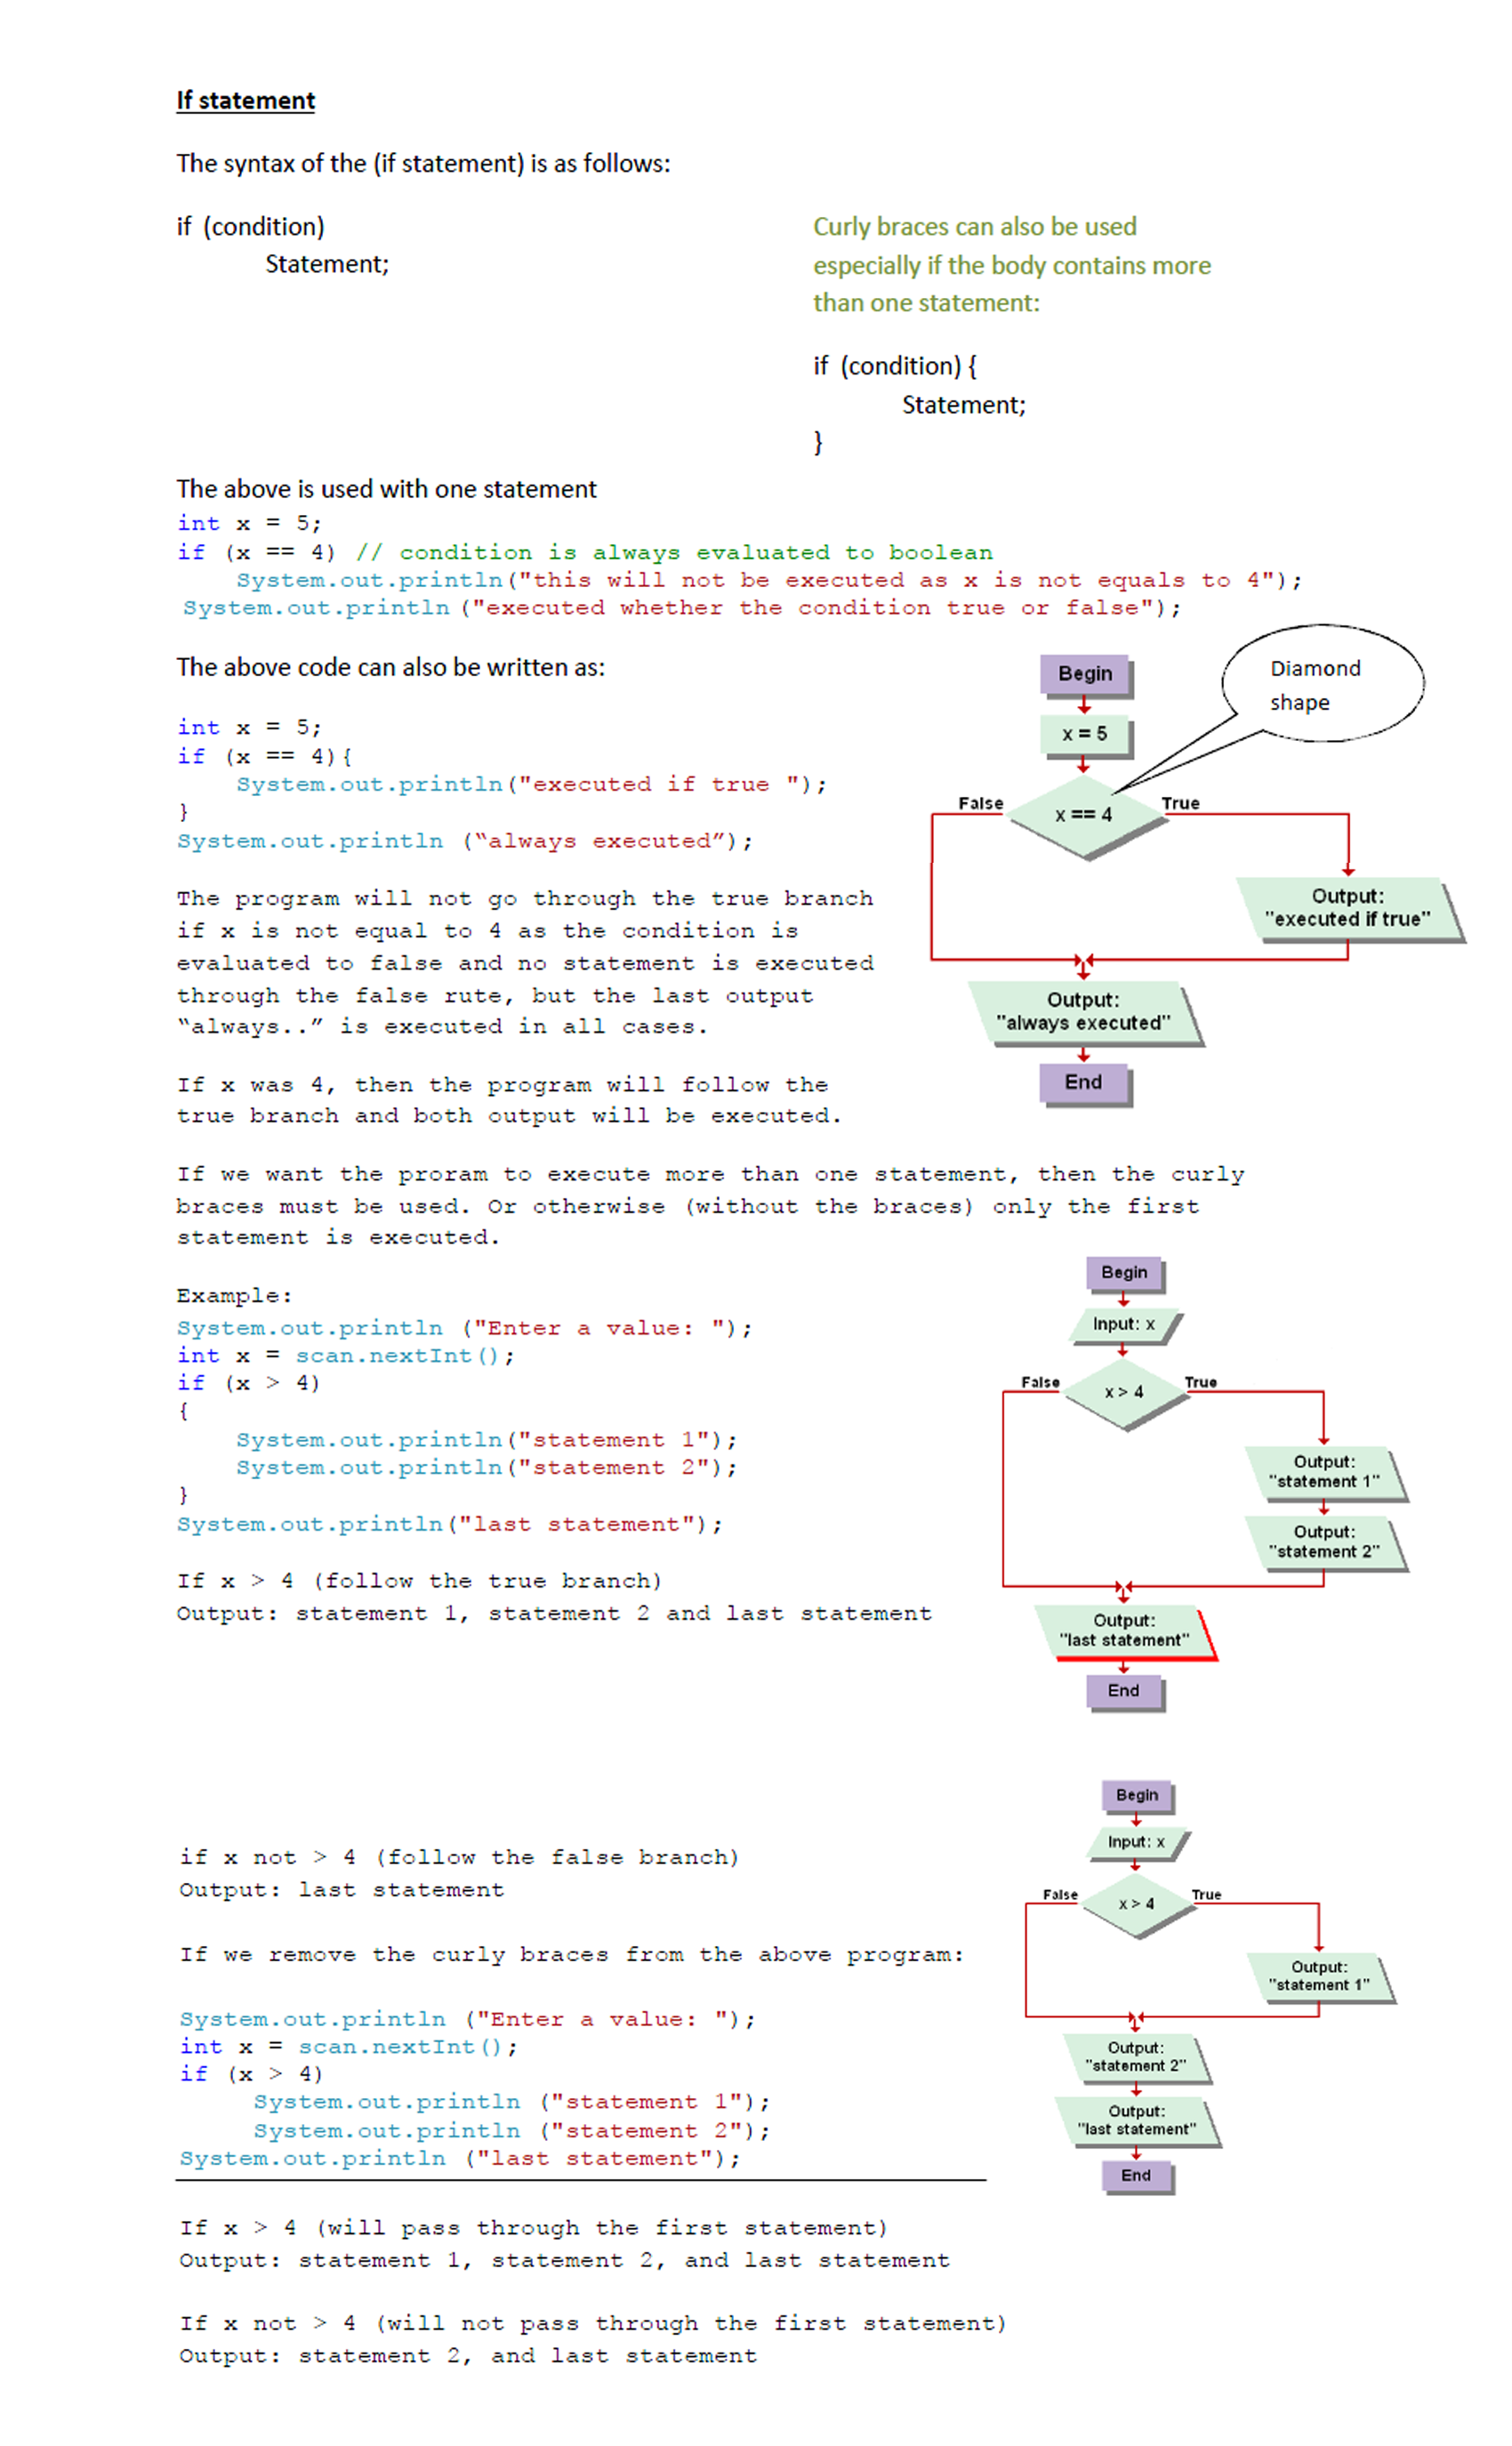 If statement
The syntax of the (if statement) is as follows:
if (condition)
Statement;
Curly braces can also be used
especially if the body contains more
than one statement:
if (condition) {
Statement;
}
The above is used with one statement
int x = 5;
if (x == 4) // condition is always evaluated to boolean
System.out.println("this will not be executed as x is not equals to 4");
System.out.println ("executed whether the condition true or false");
The above code can also be written as:
int x = 5;
if (x == 4){
System.out.println("executed if true ");
}
System.out.println (“always executed”);
The program will not go through the true branch
if x is not equal to 4 as the condition is
evaluated to false and no statement is executed
through the false rute, but the last output
“always..” is executed in all cases.
If x was 4, then the program will follow the
true branch and both output will be executed.
Begin
Diamond
shape
x = 5
False
x == 4
True
Output:
"executed if true"
Output:
"always executed"
End
If we want the proram to execute more than one statement, then the curly
braces must be used. Or otherwise (without the braces) only the first
statement is executed.
Example:
System.out.println ("Enter a value: ");
int x = scan.nextInt();
if (x > 4)
{
System.out.println("statement 1");
System.out.println("statement 2");
}
System.out.println("last statement");
If x > 4 (follow the true branch)
Output: statement 1, statement 2 and last statement
Begin
Input: x
False
x > 4
True
Output:
"statement 1"
Output:
"statement 2"
Output:
"last statement"
End
if x not > 4 (follow the false branch)
Output: last statement
If we remove the curly braces from the above program:
System.out.println ("Enter a value: ");
int x = scan.nextInt();
if (x > 4)
System.out.println ("statement 1");
System.out.println ("statement 2");
System.out.println ("last statement");
Begin
Input: x
False
x > 4
True
Output:
"statement 1"
Output:
"statement 2"
Output:
"last statement"
End
If x > 4 (will pass through the first statement)
Output: statement 1, statement 2, and last statement
If x not > 4 (will not pass through the first statement)
Output: statement 2, and last statement